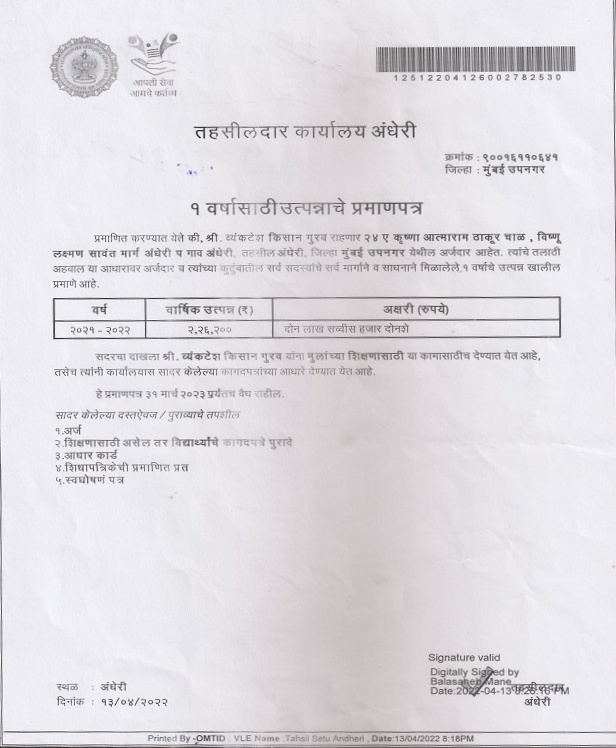 आपली सेवा
आमचे कर्तव्य
12512204126002782530
तहसीलदार कार्यालय अंधेरी
क्रमांक : ९००१६११०६४१
जिल्हा : मुंबई उपनगर
१ वर्षासाठी उत्पन्नाचे प्रमाणपत्र
प्रमाणित करण्यात येते की, श्री. व्यंकटेश किसान गुरव राहणार २४ ए कृष्णा आत्माराम ठाकूर चाळ , विष्णू
लक्ष्मण सावंत मार्ग अंधेरी प गाव अंधेरी, तहसील अंधेरी, जिल्हा मुंबई उपनगर येथील अर्जदार आहेत. त्यांचे तलाठी
अहवाल या आधारावर अर्जदार व त्यांच्या कुटुंबातील सर्व सदस्यांचे सर्व मार्गाने व साधनाने मिळालेले १ वर्षाचे उत्पन्न खालील
प्रमाणे आहे.
वर्ष वार्षिक उत्पन्न (₹) अक्षरी (रुपये)
२०२१ - २०२२ २,२६,२०० दोन लाख सव्वीस हजार दोनशे
सदरचा दाखला श्री. व्यंकटेश किसान गुरव यांना मुलांच्या शिक्षणासाठी या कामासाठीच देण्यात येत आहे,
तसेच त्यांनी कार्यालयास सादर केलेल्या कागदपत्रांच्या आधारे देण्यात येत आहे.
हे प्रमाणपत्र ३१ मार्च २०२३ पर्यंतच वैध राहील.
सादर केलेल्या दस्तऐवज / पुराव्याचे तपशील
१.अर्ज
२.शिक्षणासाठी असेल तर विद्यार्थ्याचे कागदपत्रे पुरावे
३.आधार कार्ड
४.शिधापत्रिकेची प्रमाणित प्रत
५.स्वघोषणं पत्र
Signature valid
Digitally Signed by
Balasaheb Mane
Date:2022-04-13 8:28:16 PM
तहसीलदार
स्थळ : अंधेरी
दिनांक : १३/०४/२०२२
अंधेरी
Printed By -OMTID : VLE Name :Tahsil Setu Andheri , Date:13/04/2022 8:18PM